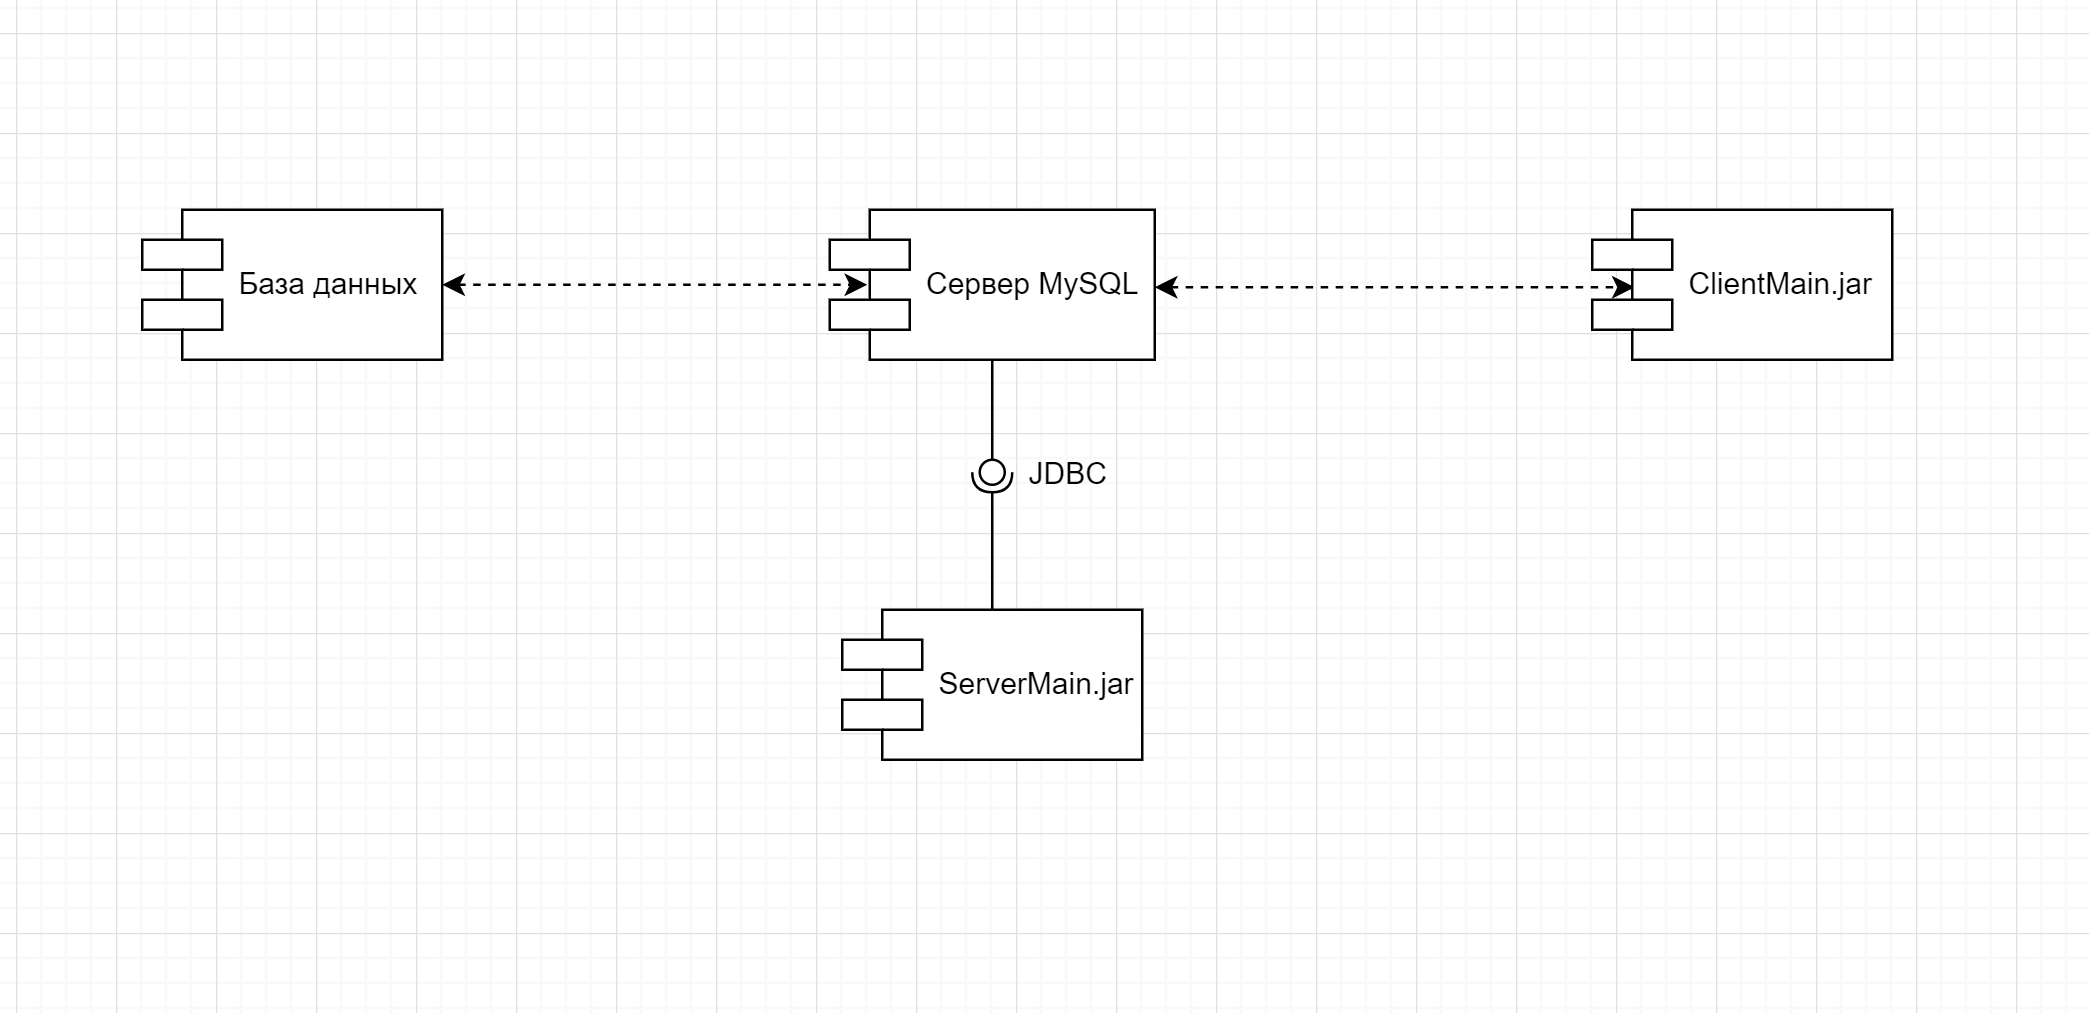 База данных
Сервер MySQL
ClientMain.jar
JDBC
ServerMain.jar